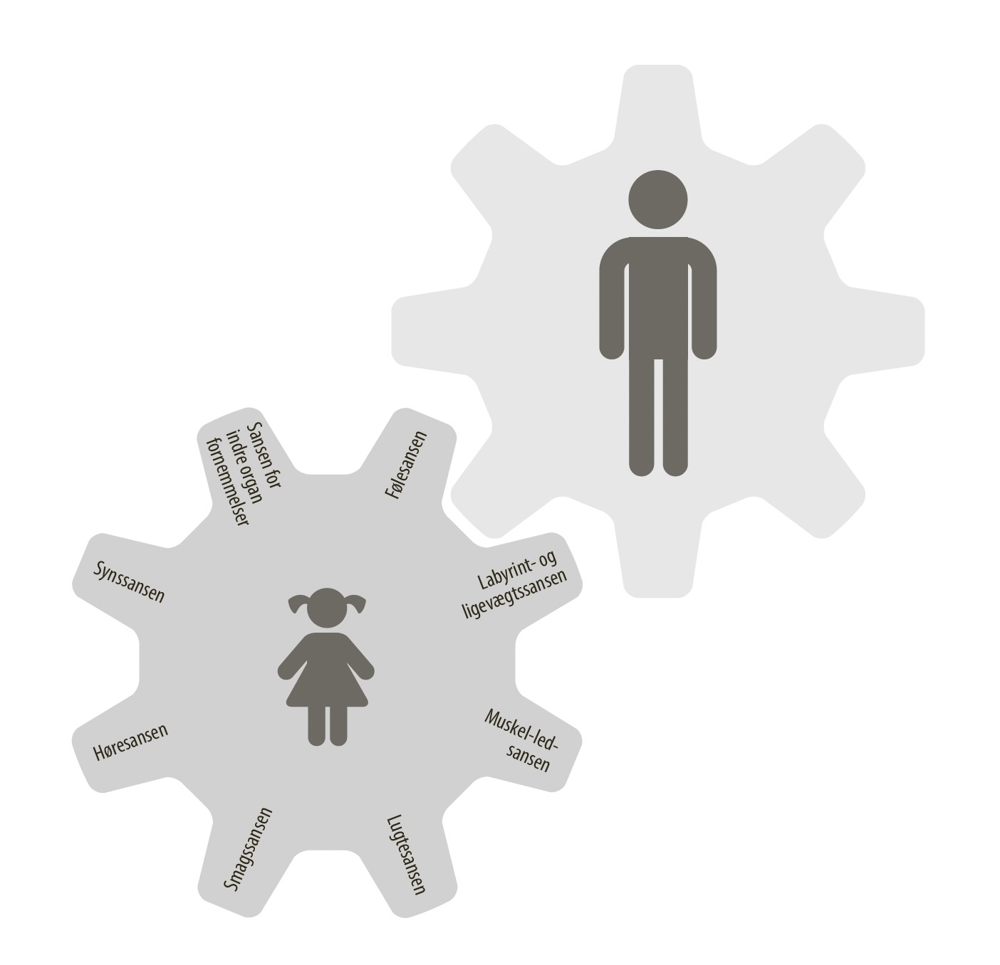 Sansen for
indre organ
fornemmelser
Følesansen
Labyrint- og
ligevægtssansen
Muskel-led-
sansen
Lugtesansen
Smagssansen
Høresansen
Synssansen